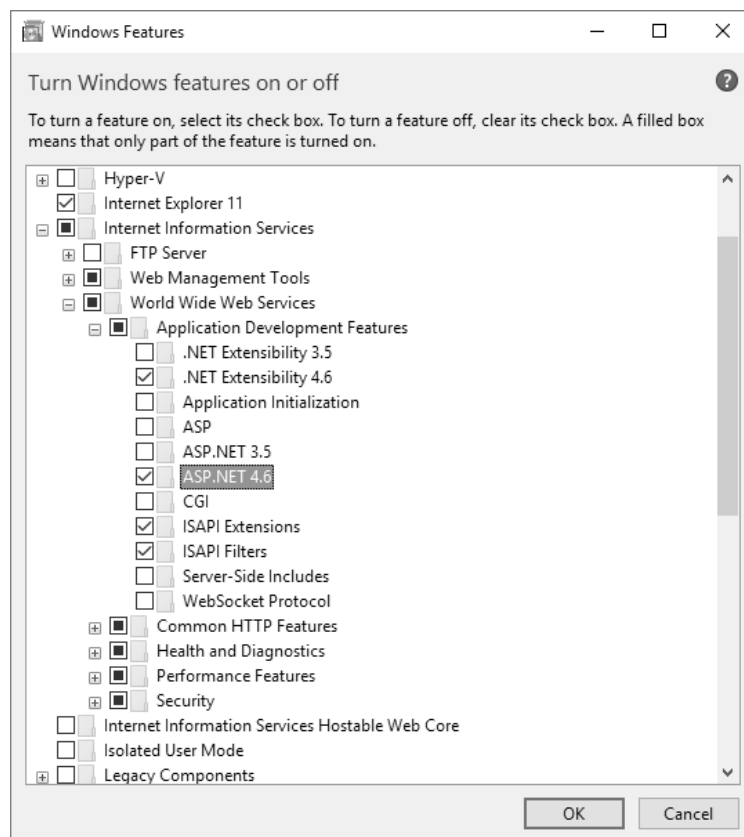 Windows Features
Turn Windows features on or off
To turn a feature on, select its check box. To turn a feature off, clear its check box. A filled box
means that only part of the feature is turned on.
Hyper-V
Internet Explorer 11
Internet Information Services
FTP Server
Web Management Tools
World Wide Web Services
Application Development Features
.NET Extensibility 3.5
.NET Extensibility 4.6
Application Initialization
ASP
ASP.NET 3.5
ASP.NET 4.6
CGI
ISAPI Extensions
ISAPI Filters
Server-Side Includes
WebSocket Protocol
Common HTTP Features
Health and Diagnostics
Performance Features
Security
Internet Information Services Hostable Web Core
Isolated User Mode
Legacy Components
OK Cancel